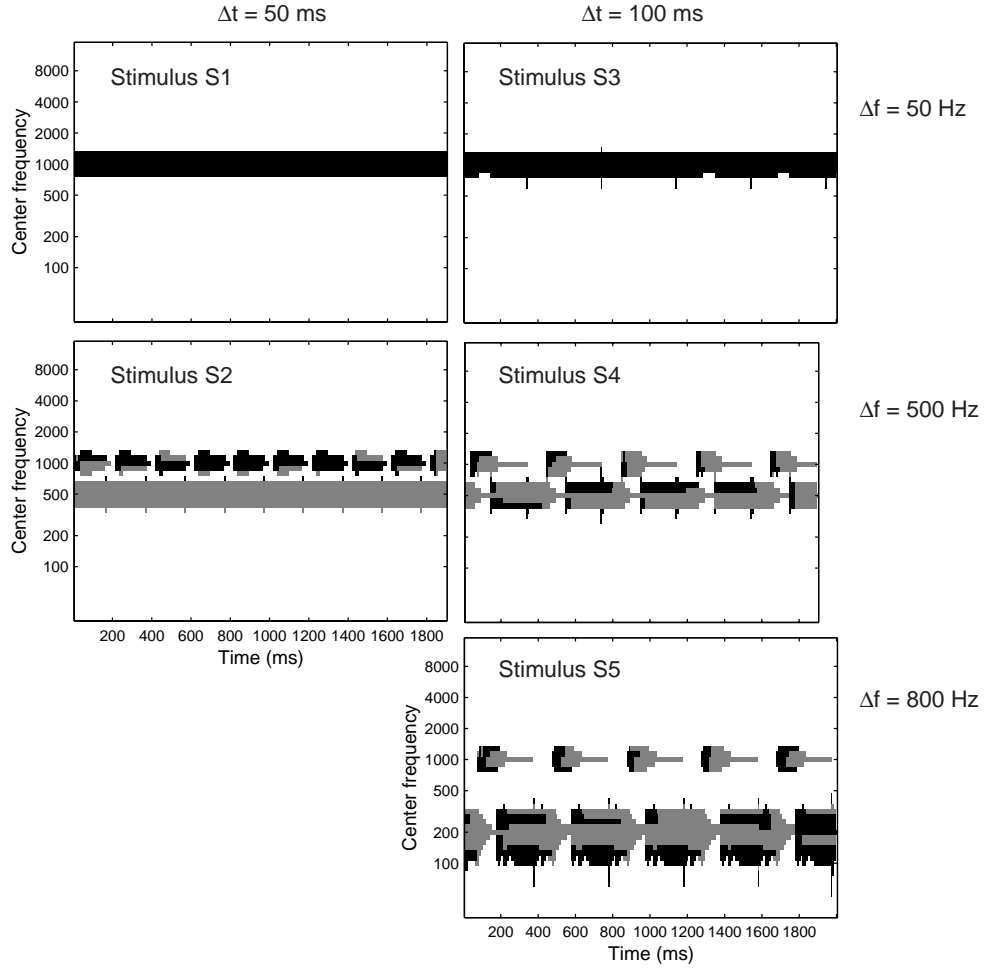 Δt = 50 ms
Δt = 100 ms
Stimulus S1
Stimulus S3
Δf = 50 Hz
8000
4000
2000
1000
500
200
100
Center frequency
Stimulus S2
Stimulus S4
Δf = 500 Hz
8000
4000
2000
1000
500
200
100
Center frequency
200 400 600 800 1000 1200 1400 1600 1800
Time (ms)
Stimulus S5
Δf = 800 Hz
8000
4000
2000
1000
500
200
100
Center frequency
200 400 600 800 1000 1200 1400 1600 1800
Time (ms)